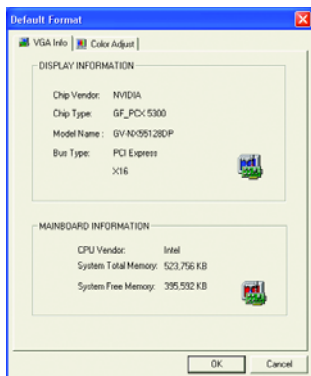 Default Format
VGA Info Color Adjust
DISPLAY INFORMATION
Chip Vendor: NVIDIA
Chip Type: GF_PCX 5300
Model Name : GV-NX55128DP
Bus Type: PCI Express
X16
MAINBOARD INFORMATION
CPU Vendor: Intel
System Total Memory: 523,756 KB
System Free Memory: 395,592 KB
OK Cancel